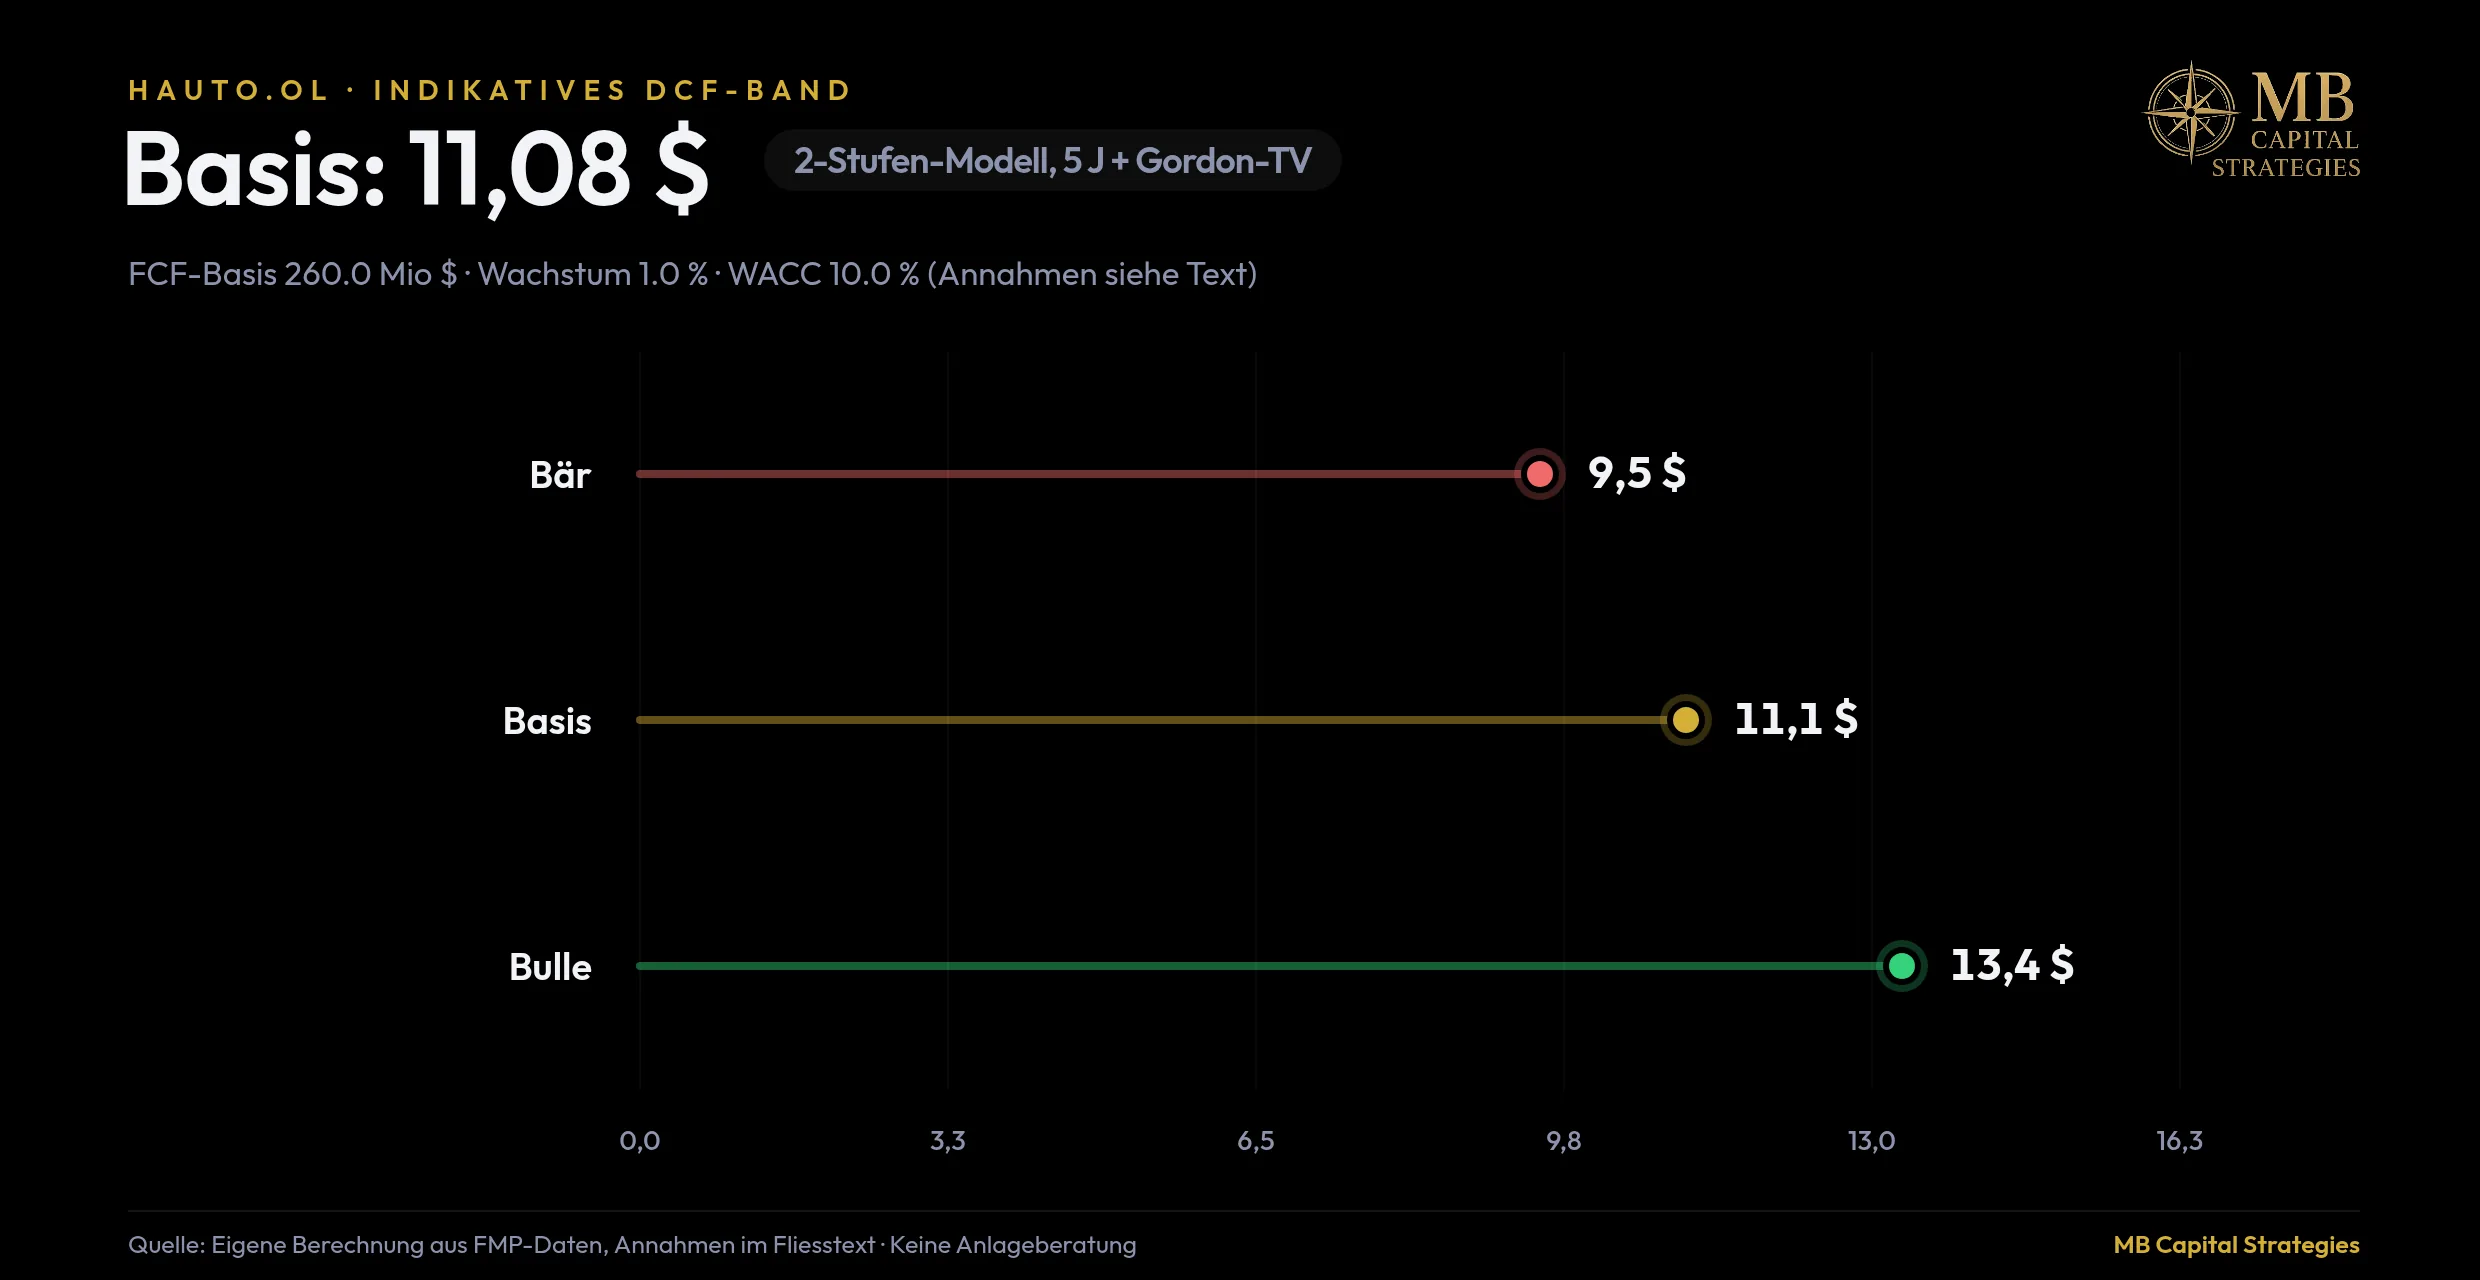 HAUTO.OL · INDIKATIVES DCF-BAND
MB
CAPITAL
STRATEGIES
Basis: 11,08 $
2-Stufen-Modell, 5 J + Gordon-TV
FCF-Basis 260.0 Mio $ · Wachstum 1.0 % · WACC 10.0 % (Annahmen siehe Text)
Bär
9,5 $
Basis
11,1 $
Bulle
13,4 $
0,0
3,3
6,5
9,8
13,0
16,3
Quelle: Eigene Berechnung aus FMP-Daten, Annahmen im Fliesstext · Keine Anlageberatung
MB Capital Strategies